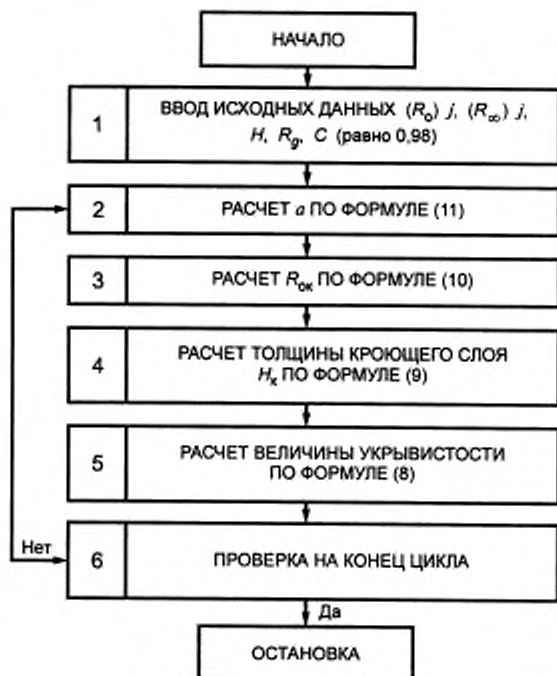 НАЧАЛО
1
ВВОД ИСХОДНЫХ ДАННЫХ (R₀) j, (R∞) j,
H, Rg, C (равно 0,98)
2
РАСЧЕТ a ПО ФОРМУЛЕ (11)
3
РАСЧЕТ Rок ПО ФОРМУЛЕ (10)
4
РАСЧЕТ ТОЛЩИНЫ КРОЮЩЕГО СЛОЯ
Hк ПО ФОРМУЛЕ (9)
5
РАСЧЕТ ВЕЛИЧИНЫ УКРЫВИСТОСТИ
ПО ФОРМУЛЕ (8)
Нет
6
ПРОВЕРКА НА КОНЕЦ ЦИКЛА
Да
ОСТАНОВКА